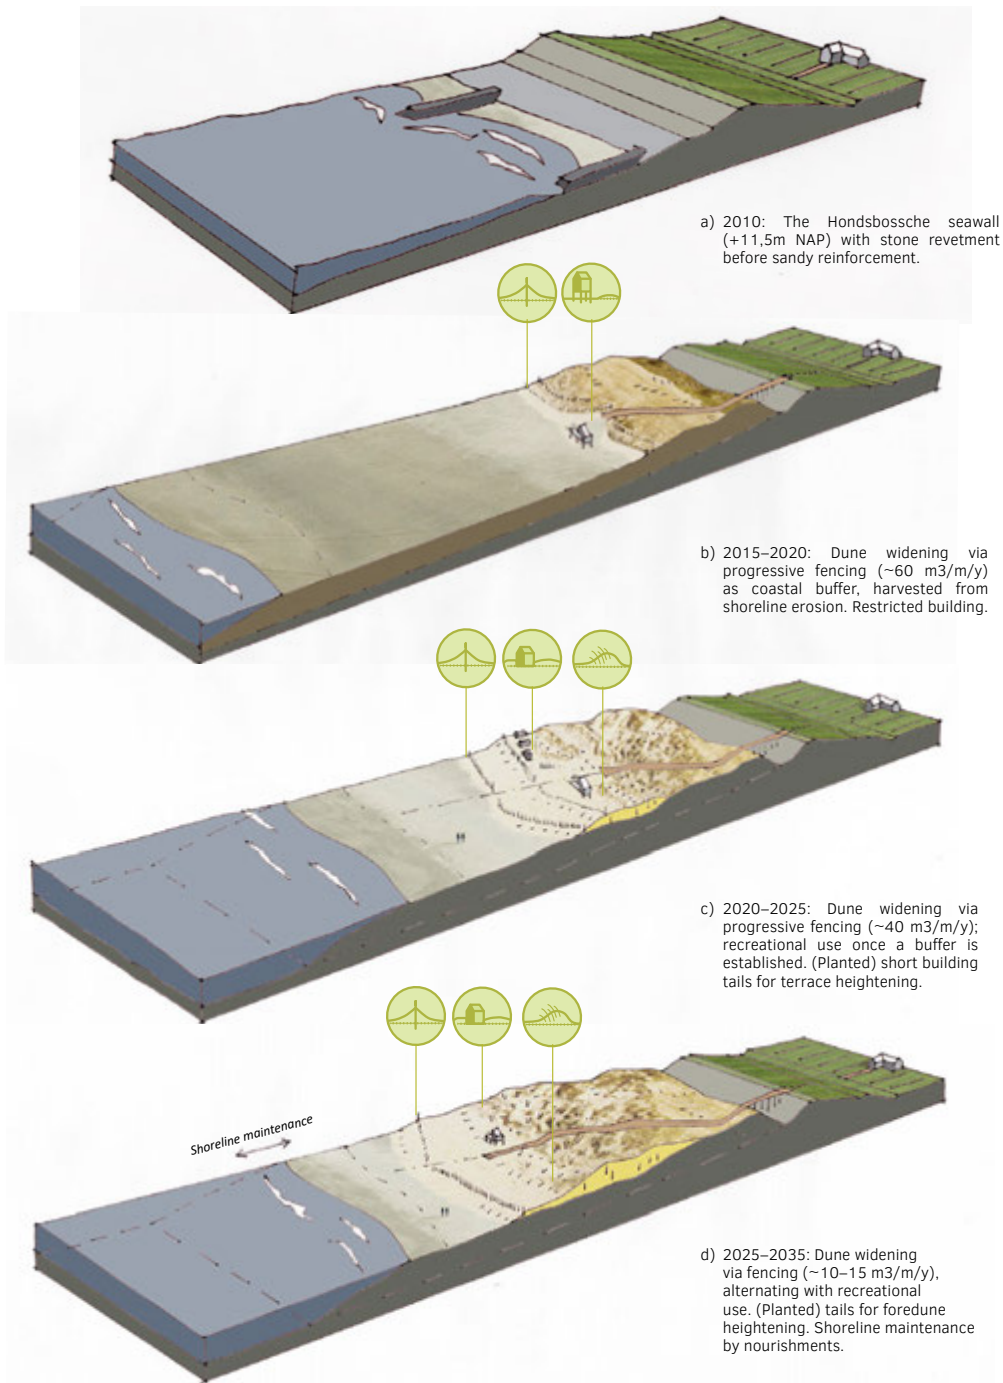 a) 2010: The Hondsbossche seawall
(+11,5m NAP) with stone revetment
before sandy reinforcement.
b) 2015–2020: Dune widening via
progressive fencing (~60 m3/m/y)
as coastal buffer, harvested from
shoreline erosion. Restricted building.
c) 2020–2025: Dune widening via
progressive fencing (~40 m3/m/y);
recreational use once a buffer is
established. (Planted) short building
tails for terrace heightening.
Shoreline maintenance
d) 2025–2035: Dune widening
via fencing (~10–15 m3/m/y),
alternating with recreational
use. (Planted) tails for foredune
heightening. Shoreline maintenance
by nourishments.